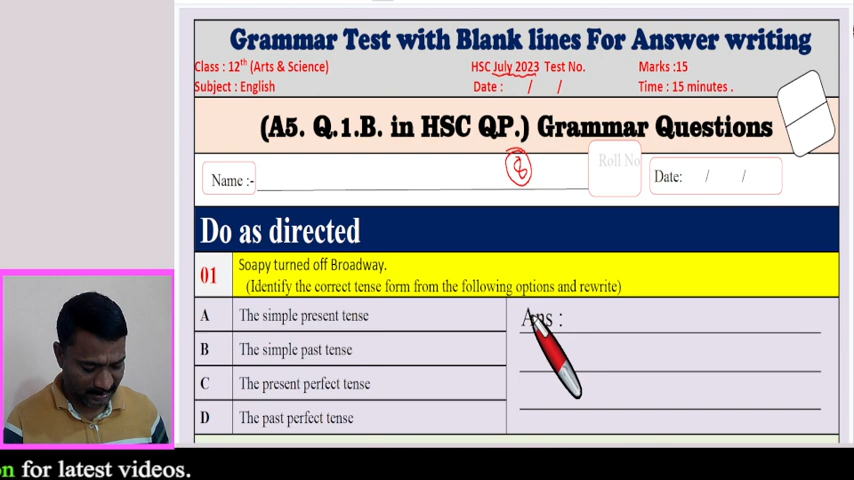 Grammar Test with Blank lines For Answer writing
Class : 12th (Arts & Science) HSC July 2023 Test No. Marks :15
Subject : English Date : / / Time : 15 minutes .
(A5. Q.1.B. in HSC QP.) Grammar Questions
8
Name :- Roll No Date: / /
Do as directed
01 Soapy turned off Broadway.
(Identify the correct tense form from the following options and rewrite)
A The simple present tense Ans :
B The simple past tense
C The present perfect tense
D The past perfect tense
on for latest videos.